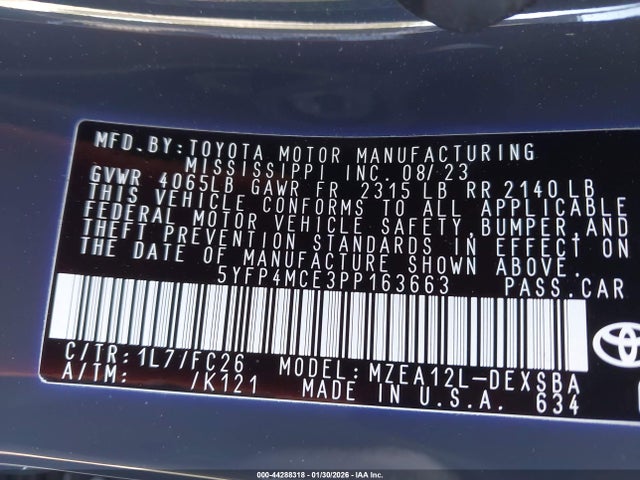 MFD.BY:TOYOTA MOTOR MANUFACTURING
MISSISSIPPI INC. 08/23
GVWR 4065LB GAWR FR 2315 LB RR 2140 LB
THIS VEHICLE CONFORMS TO ALL APPLICABLE
FEDERAL MOTOR VEHICLE SAFETY,BUMPER,AND
THEFT PREVENTION STANDARDS IN EFFECT ON
THE DATE OF MANUFACTURE SHOWN ABOVE.
5YFP4MCE3PP163663 PASS.CAR
C/TR:1L7/FC26 MODEL:MZEA12L-DEXSBA
A/TM: /K121 MADE IN U.S.A. 634
000-44288318 - 01/30/2026 - IAA Inc.